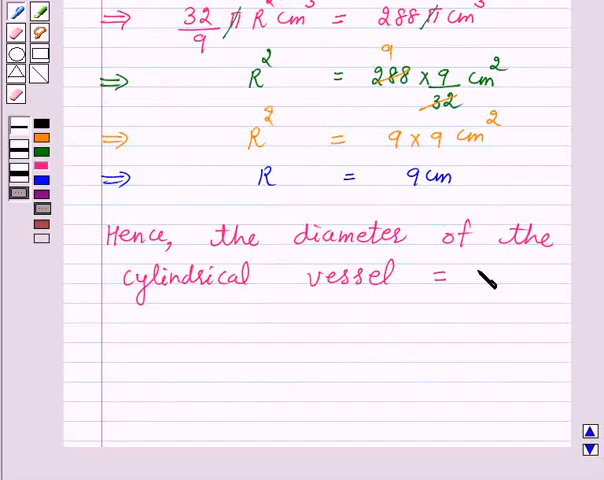 ⇒ 32/9 π R² cm³ = 288 π cm³
⇒ R² = 288 × 9/32 cm² 9
⇒ R² = 9 × 9 cm²
⇒ R = 9 cm
Hence, the diameter of the
cylindrical vessel =